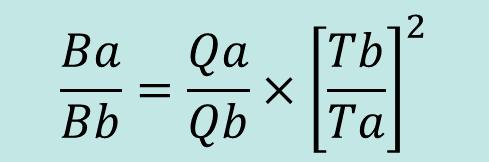 Ba/Bb = Qa/Qb × [Tb/Ta]²